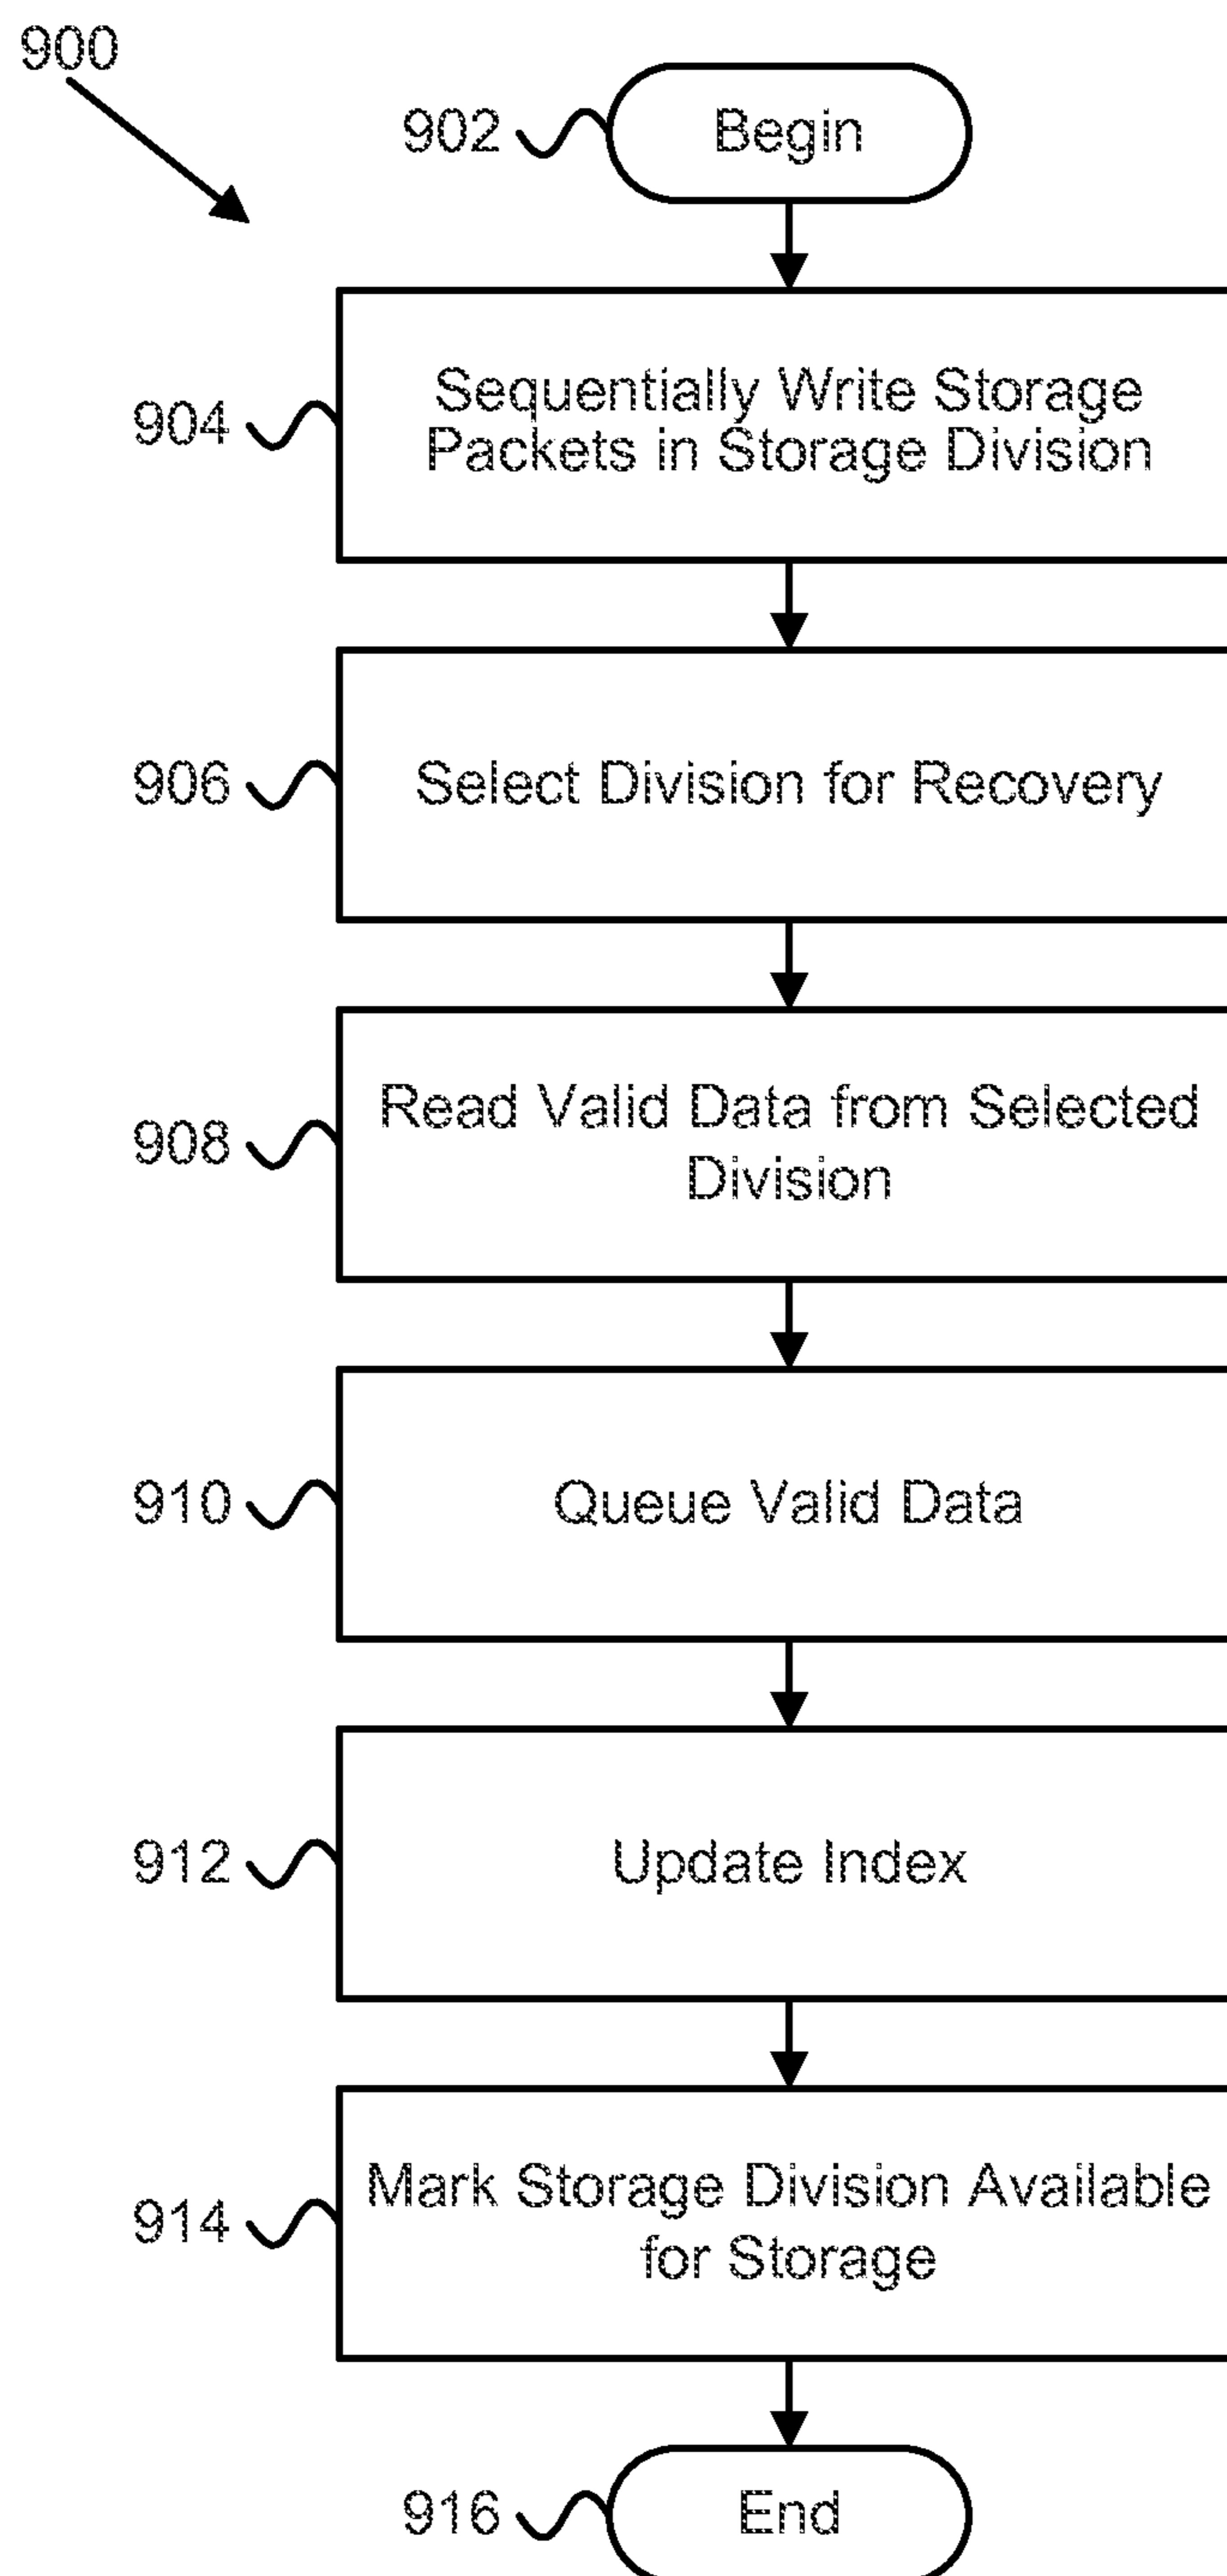 900
902
Begin
904
Sequentially Write Storage
Packets in Storage Division
906
Select Division for Recovery
908
Read Valid Data from Selected
Division
910
Queue Valid Data
912
Update Index
914
Mark Storage Division Available
for Storage
916
End